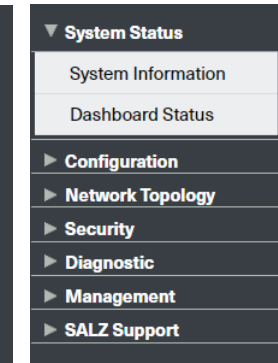 System Status
System Information
Dashboard Status
Configuration
Network Topology
Security
Diagnostic
Management
SALZ Support